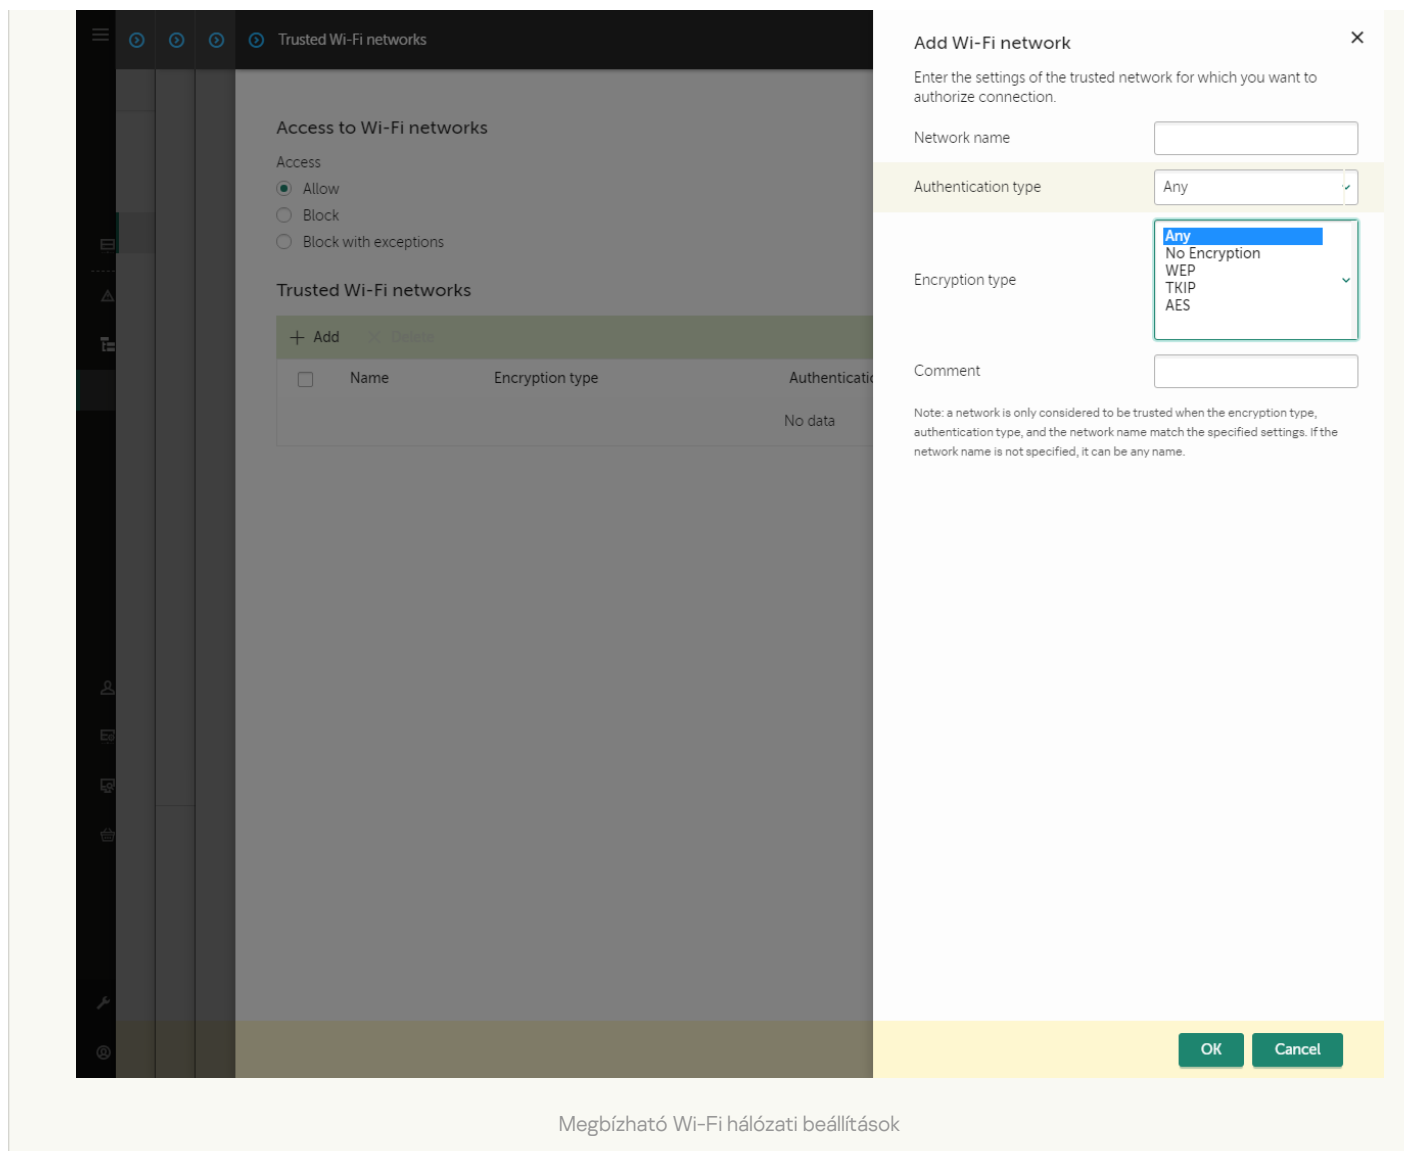 Trusted Wi-Fi networks
Access to Wi-Fi networks
Access
Allow
Block
Block with exceptions
Trusted Wi-Fi networks
Add Delete
Name Encryption type Authenticatio
No data
Add Wi-Fi network
Enter the settings of the trusted network for which you want to
authorize connection.
Network name
Authentication type Any
Encryption type
Any
No Encryption
WEP
TKIP
AES
Comment
Note: a network is only considered to be trusted when the encryption type,
authentication type, and the network name match the specified settings. If the
network name is not specified, it can be any name.
OK Cancel
Megbízható Wi-Fi hálózati beállítások